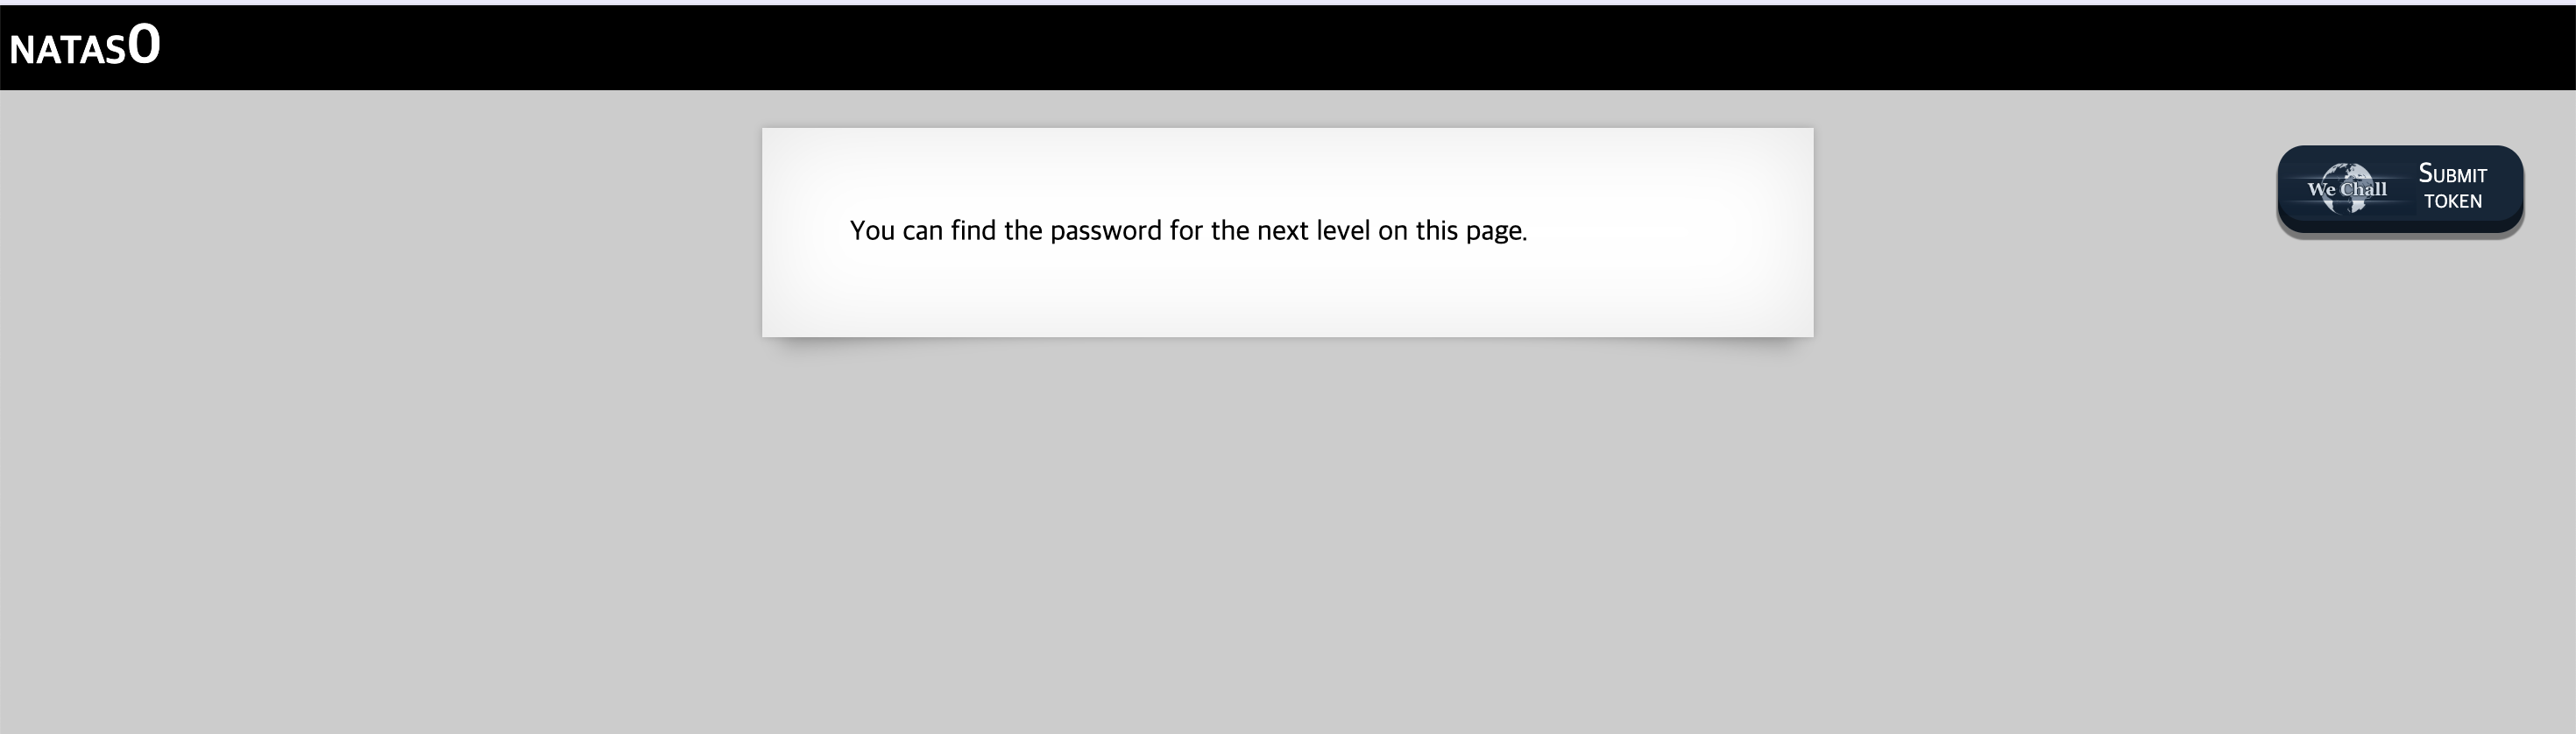 NATAS0
You can find the password for the next level on this page.
We Chall
SUBMIT
TOKEN